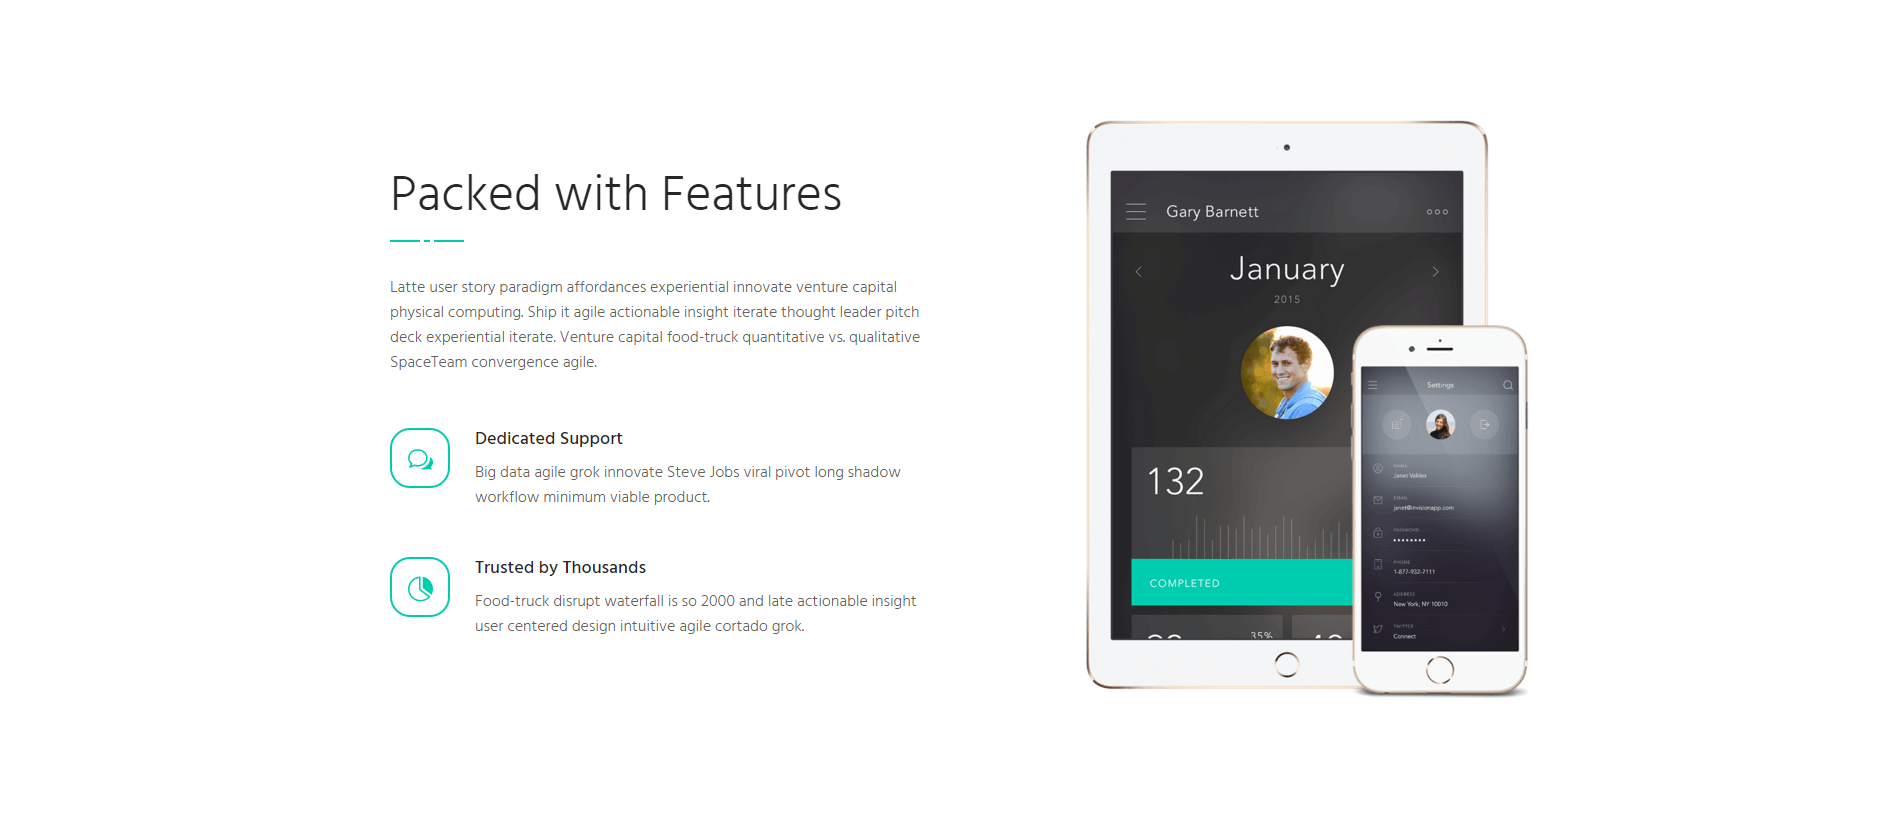 Packed with Features
Latte user story paradigm affordances experiential innovate venture capital
physical computing. Ship it agile actionable insight iterate thought leader pitch
deck experiential iterate. Venture capital food-truck quantitative vs. qualitative
SpaceTeam convergence agile.
Dedicated Support
Big data agile grok innovate Steve Jobs viral pivot long shadow
workflow minimum viable product.
Trusted by Thousands
Food-truck disrupt waterfall is so 2000 and late actionable insight
user centered design intuitive agile cortado grok.
Gary Barnett
January
2015
132
COMPLETED
35%
Settings
NAME
Janet Valdez
EMAIL
janet@invisionapp.com
PASSWORD
PHONE
1-877-932-7111
ADDRESS
New York, NY 10010
TWITTER
Connect